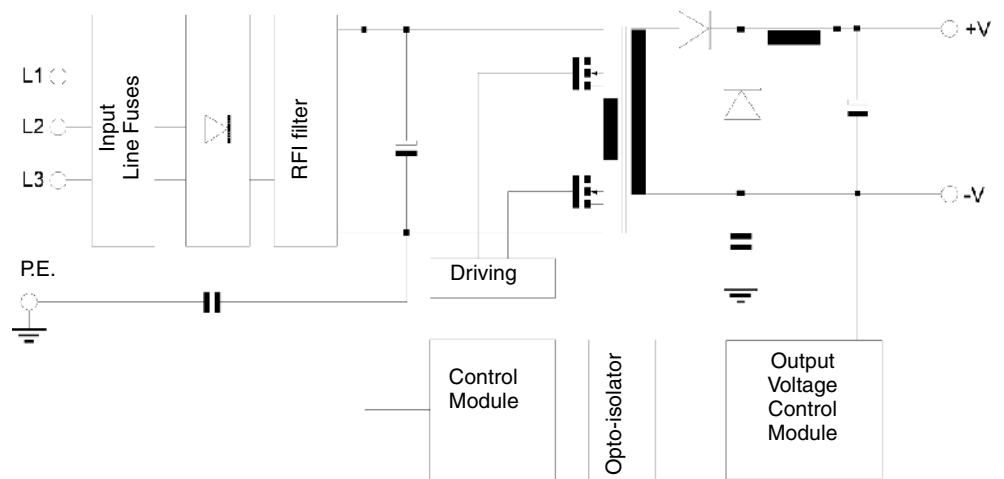 L1
L2
L3
P.E.
Input
Line Fuses
RFI filter
Driving
+V
-V
Control
Module
Opto-isolator
Output
Voltage
Control
Module